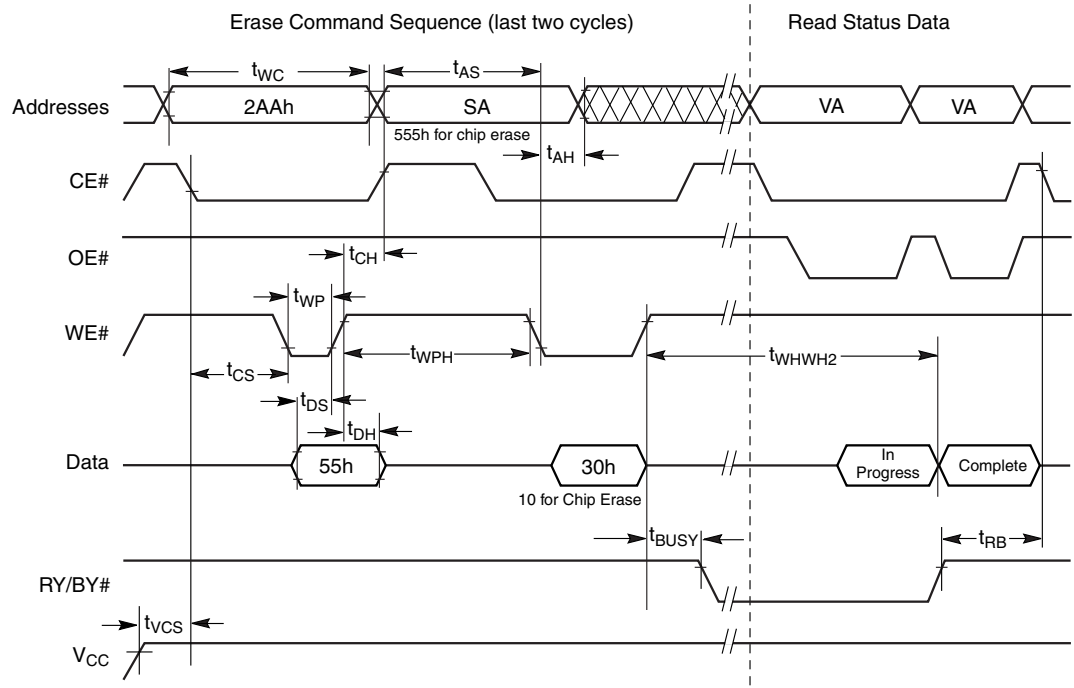 Erase Command Sequence (last two cycles)
Read Status Data
tWC
tAS
Addresses
2AAh
SA
VA
VA
555h for chip erase
tAH
CE#
OE#
tCH
tWP
WE#
tWPH
tWHWH2
tCS
tDS
tDH
Data
55h
30h
In
Progress
Complete
10 for Chip Erase
tBUSY
tRB
RY/BY#
tVCS
VCC